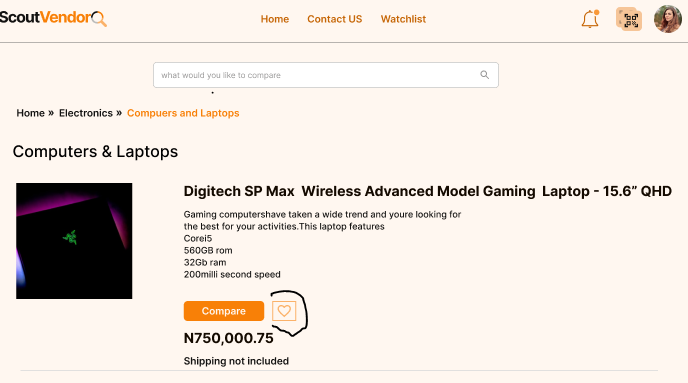 ScoutVendor
Home Contact US Watchlist
what would you like to compare
Home » Electronics » Compuers and Laptops
Computers & Laptops
Digitech SP Max Wireless Advanced Model Gaming Laptop - 15.6” QHD
Gaming computershave taken a wide trend and youre looking for
the best for your activities.This laptop features
Corei5
560GB rom
32Gb ram
200milli second speed
Compare
N750,000.75
Shipping not included